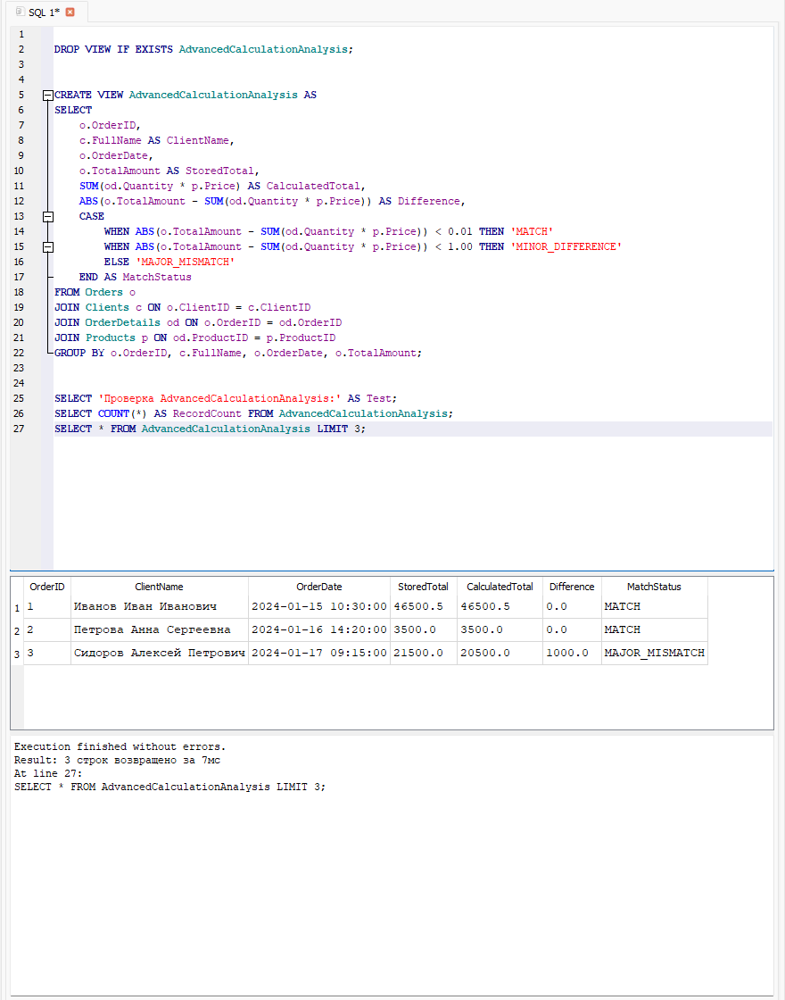 SQL 1*
1
2 DROP VIEW IF EXISTS AdvancedCalculationAnalysis;
3
4
5 CREATE VIEW AdvancedCalculationAnalysis AS
6 SELECT
7 o.OrderID,
8 c.FullName AS ClientName,
9 o.OrderDate,
10 o.TotalAmount AS StoredTotal,
11 SUM(od.Quantity * p.Price) AS CalculatedTotal,
12 ABS(o.TotalAmount - SUM(od.Quantity * p.Price)) AS Difference,
13 CASE
14 WHEN ABS(o.TotalAmount - SUM(od.Quantity * p.Price)) < 0.01 THEN 'MATCH'
15 WHEN ABS(o.TotalAmount - SUM(od.Quantity * p.Price)) < 1.00 THEN 'MINOR_DIFFERENCE'
16 ELSE 'MAJOR_MISMATCH'
17 END AS MatchStatus
18 FROM Orders o
19 JOIN Clients c ON o.ClientID = c.ClientID
20 JOIN OrderDetails od ON o.OrderID = od.OrderID
21 JOIN Products p ON od.ProductID = p.ProductID
22 GROUP BY o.OrderID, c.FullName, o.OrderDate, o.TotalAmount;
23
24
25 SELECT 'Проверка AdvancedCalculationAnalysis:' AS Test;
26 SELECT COUNT(*) AS RecordCount FROM AdvancedCalculationAnalysis;
27 SELECT * FROM AdvancedCalculationAnalysis LIMIT 3;
OrderID ClientName OrderDate StoredTotal CalculatedTotal Difference MatchStatus
1 1 Иванов Иван Иванович 2024-01-15 10:30:00 46500.5 46500.5 0.0 MATCH
2 2 Петрова Анна Сергеевна 2024-01-16 14:20:00 3500.0 3500.0 0.0 MATCH
3 3 Сидоров Алексей Петрович 2024-01-17 09:15:00 21500.0 20500.0 1000.0 MAJOR_MISMATCH
Execution finished without errors.
Result: 3 строк возвращено за 7мс
At line 27:
SELECT * FROM AdvancedCalculationAnalysis LIMIT 3;